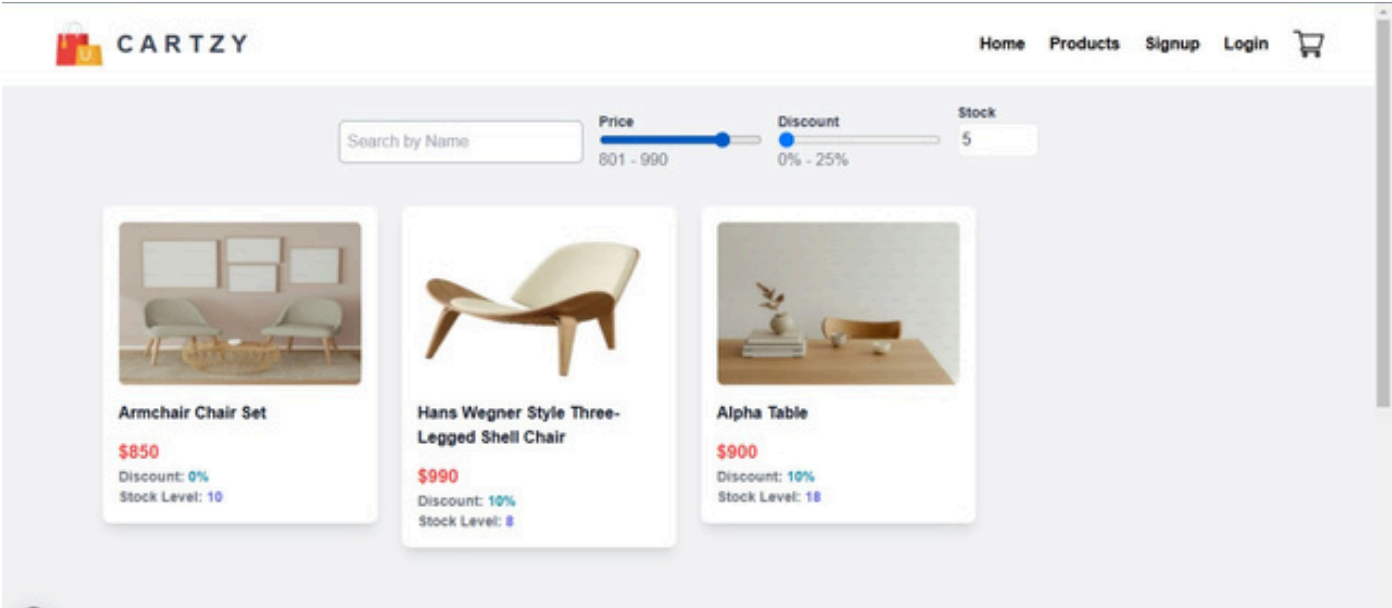 CARTZY
Home Products Signup Login
Search by Name
Price
801 - 990
Discount
0% - 25%
Stock
5
Armchair Chair Set
$850
Discount: 0%
Stock Level: 10
Hans Wegner Style Three-
Legged Shell Chair
$990
Discount: 10%
Stock Level: 8
Alpha Table
$900
Discount: 10%
Stock Level: 18